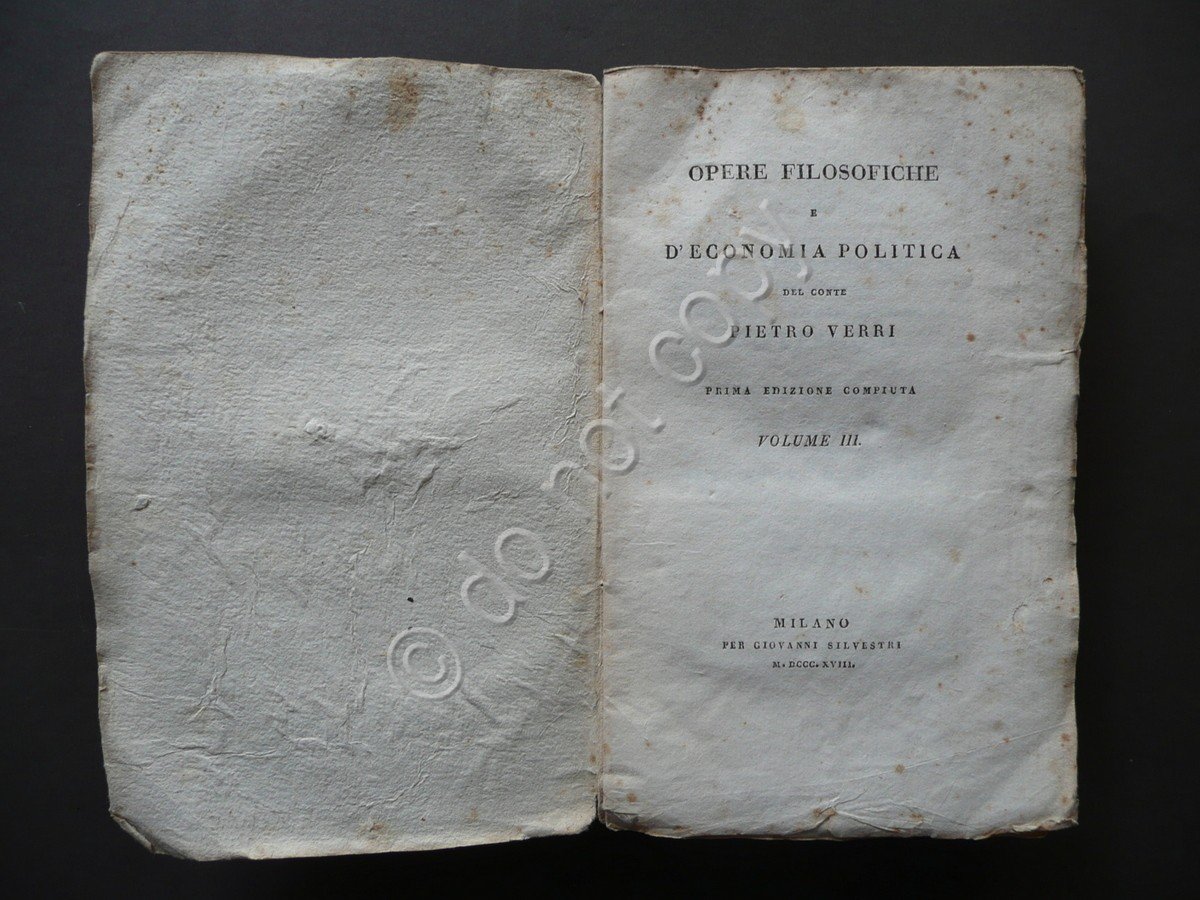 OPERE FILOSOFICHE
E
D'ECONOMIA POLITICA
DEL CONTE
PIETRO VERRI
PRIMA EDIZIONE COMPIUTA
VOLUME III.
MILANO
PER GIOVANNI SILVESTRI
M. DCCC. XVIII.
© do not copy